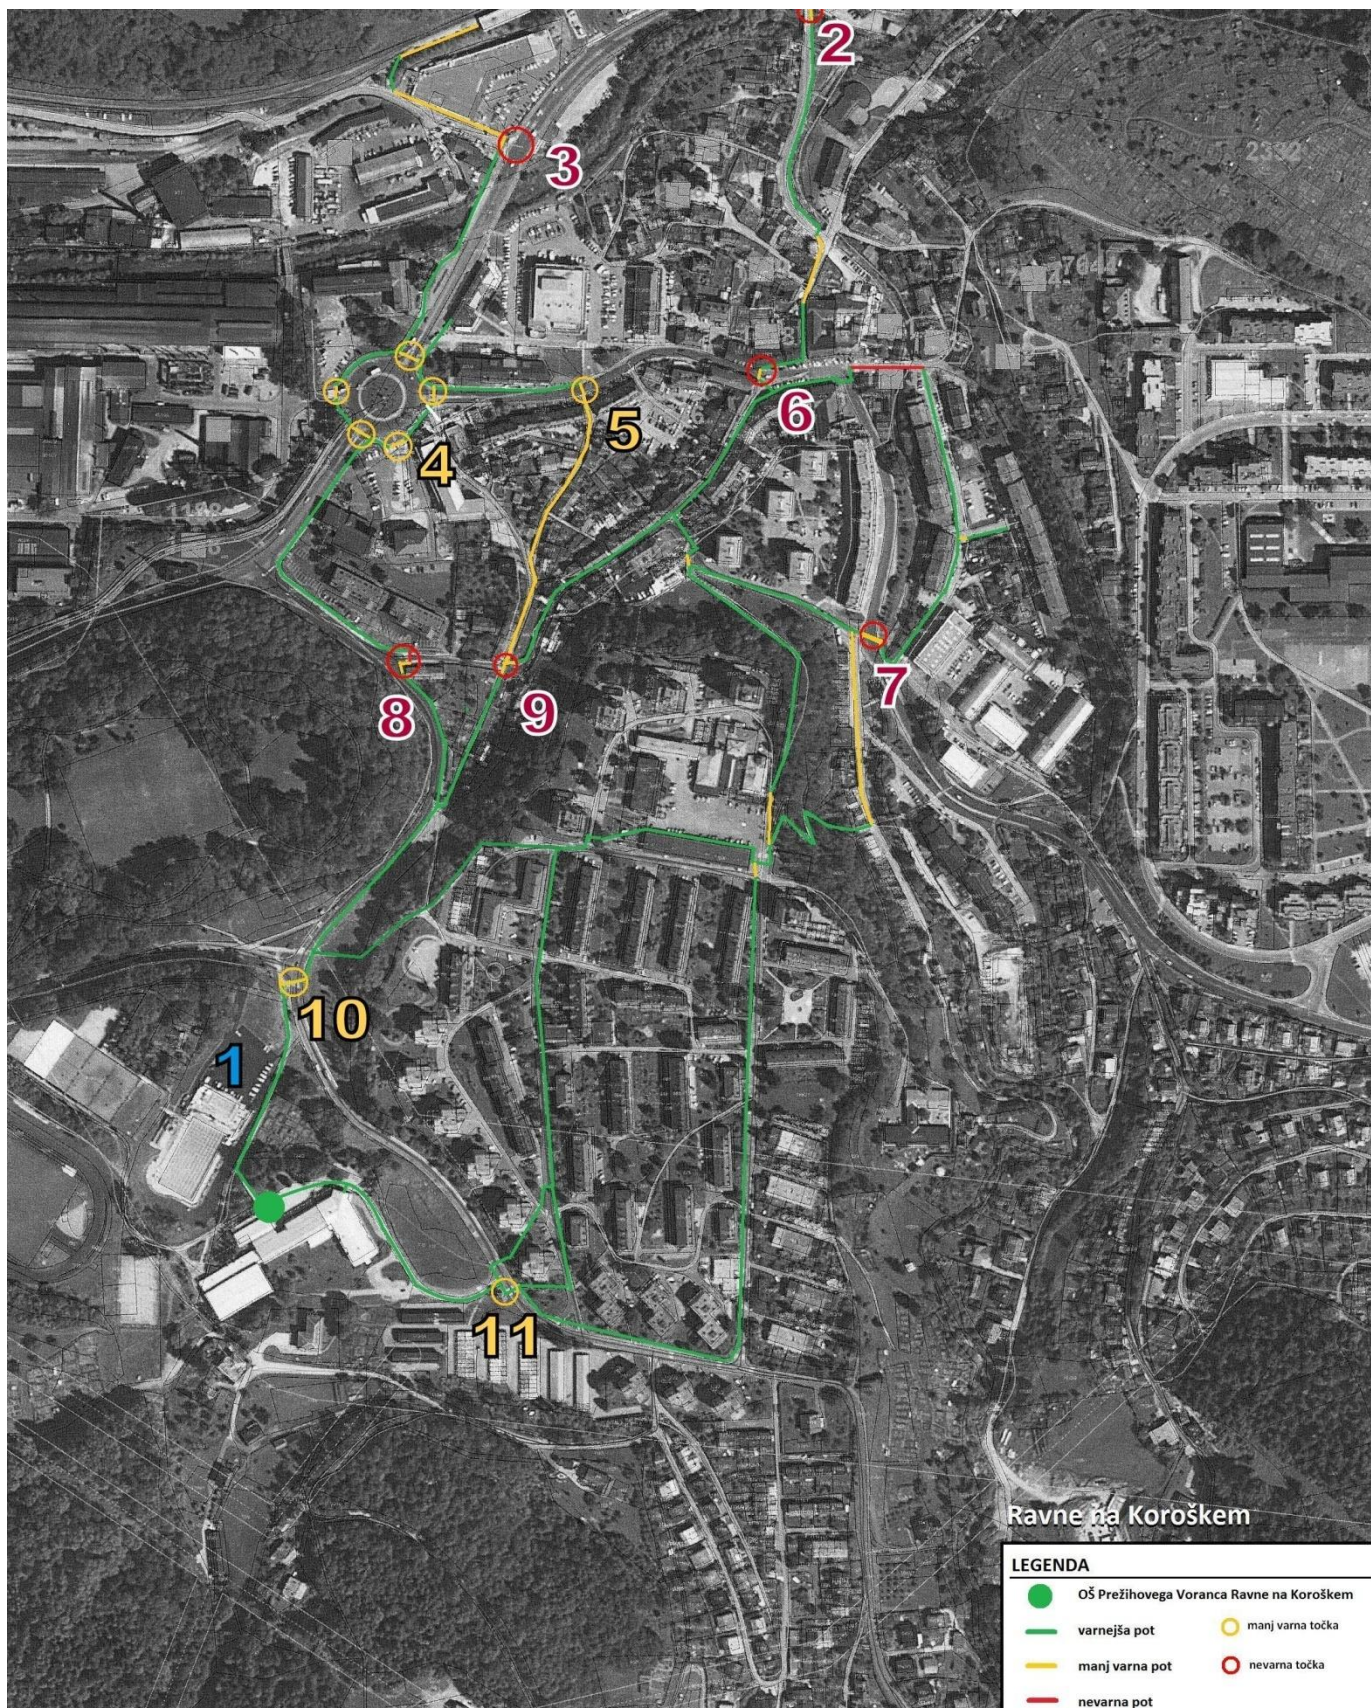 2
3
6
5
4
7
8
9
10
1
11
Ravne na Koroškem
LEGENDA
OŠ Prežihovega Voranca Ravne na Koroškem
varnejša pot
manj varna točka
manj varna pot
nevarna točka
nevarna pot